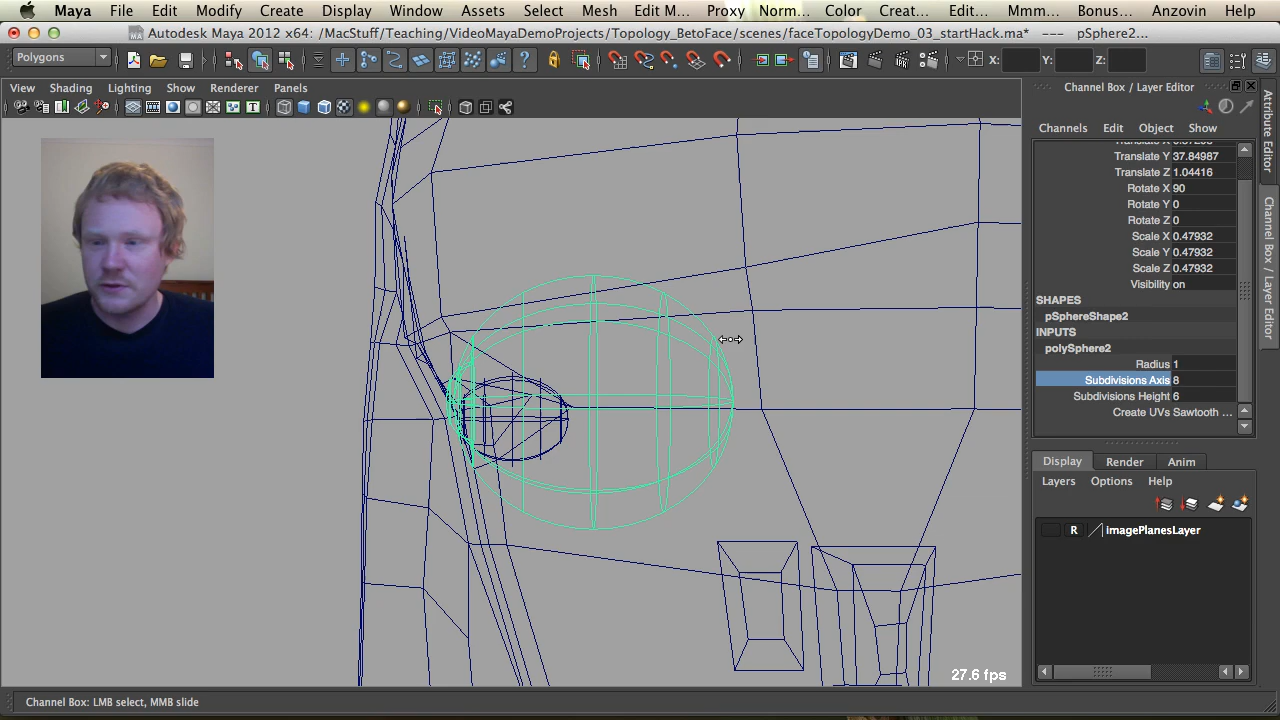 Maya File Edit Modify Create Display Window Assets Select Mesh Edit M... Proxy Norm... Color Creat... Edit... Mmm... Bonus... Anzovin Help
Autodesk Maya 2012 x64: /MacStuff/Teaching/VideoMayaDemoProjects/Topology_BetoFace/scenes/faceTopologyDemo_03_startHack.ma* --- pSphere2...
Polygons X: Y: Z:
View Shading Lighting Show Renderer Panels
Channel Box / Layer Editor
Channels Edit Object Show
Translate Y 37.84987
Translate Z 1.04416
Rotate X 90
Rotate Y 0
Rotate Z 0
Scale X 0.47932
Scale Y 0.47932
Scale Z 0.47932
Visibility on
SHAPES
pSphereShape2
INPUTS
polySphere2
Radius 1
Subdivisions Axis 8
Subdivisions Height 6
Create UVs Sawtooth ...
Attribute Editor
Channel Box / Layer Editor
Display Render Anim
Layers Options Help
R imagePlanesLayer
27.6 fps
Channel Box: LMB select, MMB slide